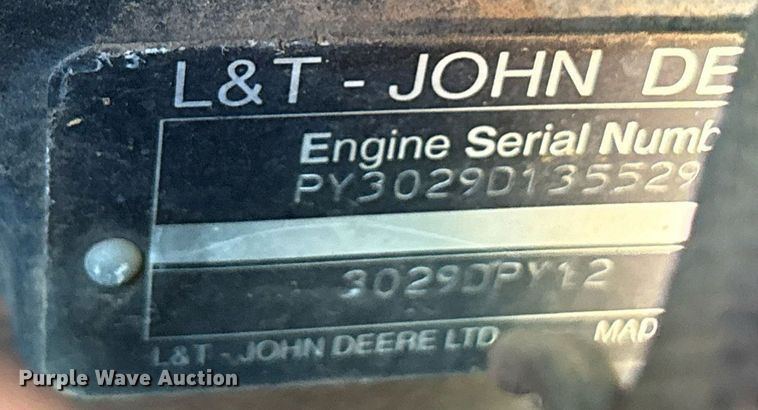 L&T - JOHN DE
Engine Serial Numb
PY3029D135529
3029DPY12
L&T - JOHN DEERE LTD MAD
Purple Wave Auction